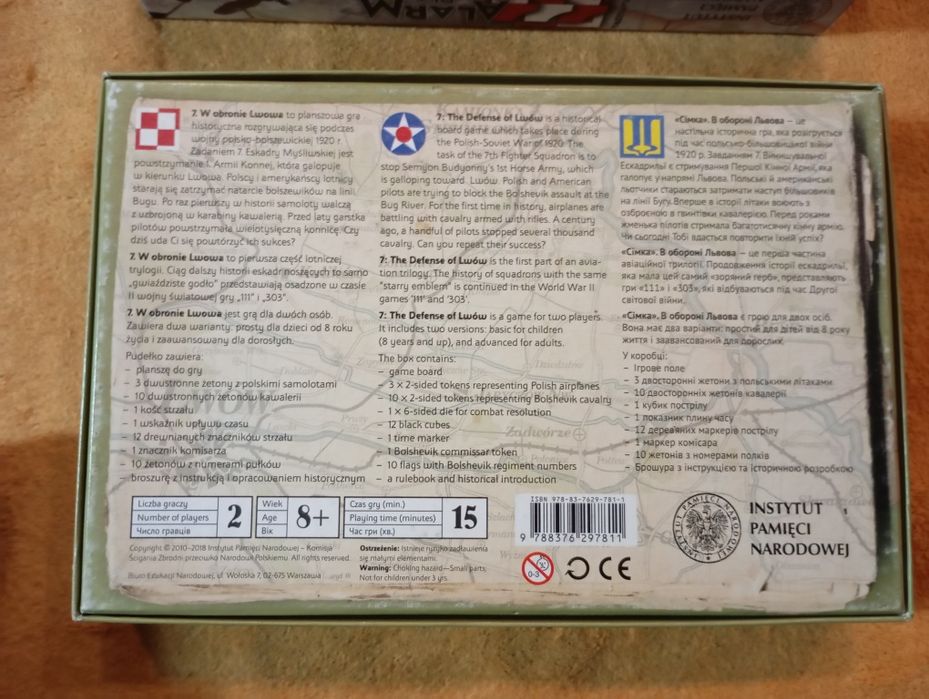 ALARM
INSTYTUT
PAMIĘCI
NARODOWEJ
7. W obronie Lwowa to planszowa gra
historyczna rozgrywająca się podczas
wojny polsko-bolszewickiej 1920 r.
Zadaniem 7. Eskadry Myśliwskiej jest
powstrzymanie 1. Armii Konnej, która galopuje
w kierunku Lwowa. Polscy i amerykańscy lotnicy
starają się zatrzymać natarcie bolszewików na linii
Bugu. Po raz pierwszy w historii samoloty walczą
z uzbrojoną w karabiny kawalerią. Przed laty garstka
pilotów powstrzymała wielotysięczną konnicę. Czy
dziś uda Ci się powtórzyć ich sukces?
7. W obronie Lwowa to pierwsza część lotniczej
trylogii. Ciąg dalszy historii eskadr noszących to samo
„gwiaździste godło” przedstawiają osadzone w czasie
II wojny światowej gry „111” i „303”.
7. W obronie Lwowa jest grą dla dwóch osób.
Zawiera dwa warianty: prosty dla dzieci od 8 roku
życia i zaawansowany dla dorosłych.
Pudełko zawiera:
– planszę do gry
– 3 dwustronne żetony z polskimi samolotami
– 10 dwustronnych żetonów kawalerii
– 1 kość strzału
– 1 wskaźnik upływu czasu
– 12 drewnianych znaczników strzału
– 1 znacznik komisarza
– 10 żetonów z numerami pułków
– broszurę z instrukcją i opracowaniem historycznym
7: The Defense of Lwów is a historical
board game which takes place during
the Polish-Soviet War of 1920. The
task of the 7th Fighter Squadron is to
stop Semyon Budyonny's 1st Horse Army, which
is galloping toward Lwów. Polish and American
pilots are trying to block the Bolshevik assault at the
Bug River. For the first time in history, airplanes are
battling with cavalry armed with rifles. A century
ago, a handful of pilots stopped several thousand
cavalry. Can you repeat their success?
7: The Defense of Lwów is the first part of an avia-
tion trilogy. The history of squadrons with the same
“starry emblem” is continued in the World War II
games '111' and '303'.
7: The Defense of Lwów is a game for two players.
It includes two versions: basic for children
(8 years and up), and advanced for adults.
The box contains:
– game board
– 3 × 2-sided tokens representing Polish airplanes
– 10 × 2-sided tokens representing Bolshevik cavalry
– 1 × 6-sided die for combat resolution
– 12 black cubes
– 1 time marker
– 1 Bolshevik commissar token
– 10 flags with Bolshevik regiment numbers
– a rulebook and historical introduction
«Сімка». В обороні Львова – це
настільна історична гра, яка розіграується
під час польсько-більшовицької війни
1920 р. Завданням 7. Винищувальної
Ескадрильї є стримування Першої Кінної Армії, яка
галопує у напрямі Львова. Польські й американські
льотчики стараються затримати наступ більшовиків
на лінії Бугу. Вперше в історії літаки воюють з
озброєною в гвинтівки кавалерією. Перед роками
жменька пілотів стримала багатотисячну кінну армію.
Чи сьогодні Тобі вдасться повторити їхній успіх?
«Сімка». В обороні Львова – це перша частина
авіаційної трилогії. Продовження історії ескадрильї,
яка мала цей самий «зоряний герб», представляють
гри «111» і «303», які відбуваються під час Другої
світової війни.
«Сімка». В обороні Львова є грою для двох осіб.
Вона має два варіанти: простий для дітей від 8 року
життя і заавансований для дорослих.
У коробці:
– Ігрове поле
– 3 двосторонні жетони з польськими літаками
– 10 двосторонніх жетонів кавалерії
– 1 кубик пострілу
– 1 показник плину часу
– 12 дерев'яних маркерів пострілу
– 1 маркер комісара
– 10 жетонів з номерами полків
– Брошура з інструкцією та історичною розробкою
Liczba graczy
Number of players
Число гравців
2
Wiek
Age
Вік
8+
Czas gry (min.)
Playing time (minutes)
Час гри (хв.)
15
ISBN 978-83-7629-781-1
9 788376 297811
INSTYTUT
PAMIĘCI
NARODOWEJ
Copyright © 2010–2018 Instytut Pamięci Narodowej – Komisja
Ścigania Zbrodni przeciwko Narodowi Polskiemu. All rights reserved.
Biuro Edukacji Narodowej, ul. Wołoska 7, 02-675 Warszawa
Ostrzeżenie: Istnieje ryzyko zadławienia
się małymi elementami.
Warning: Choking hazard—Small parts;
Not for children under 3 yrs.
0-3
CE
Zadwórze